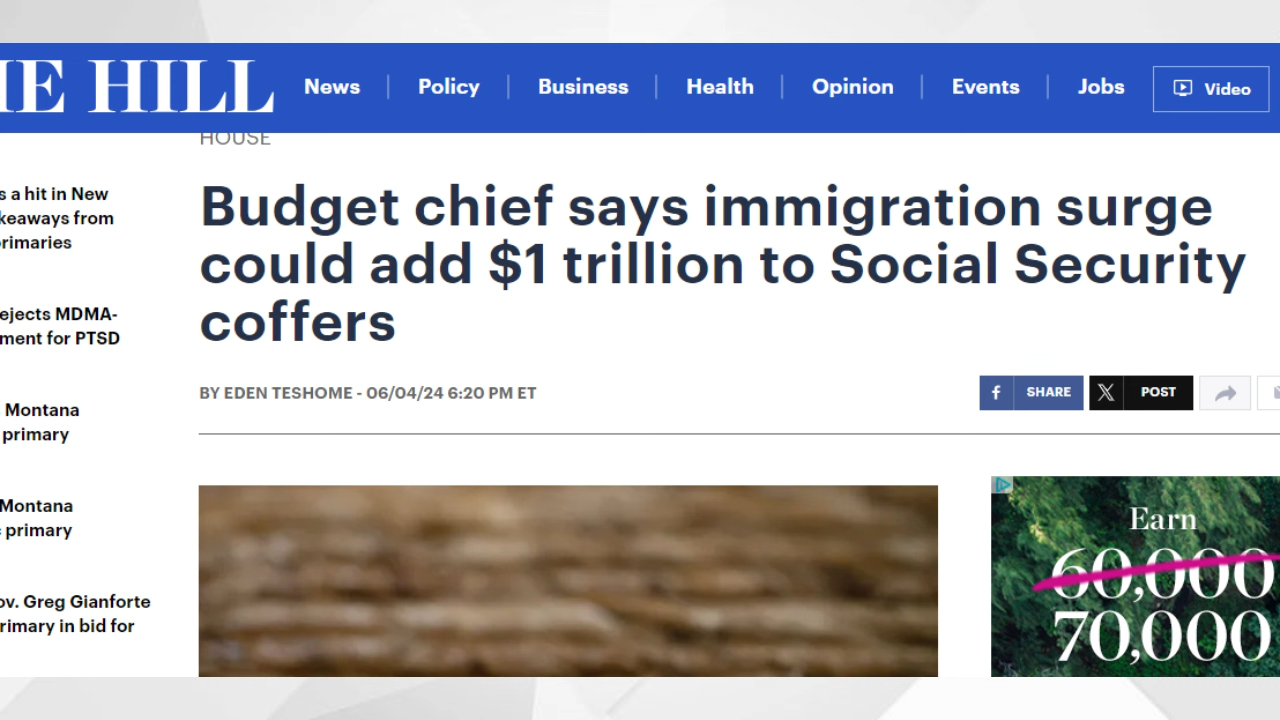 HE HILL
News
Policy
Business
Health
Opinion
Events
Jobs
Video
HOUSE
s a hit in New
keaways from
rimaries
ejects MDMA-
ment for PTSD
Montana
primary
Montana
primary
ov. Greg Gianforte
rimary in bid for
Budget chief says immigration surge
could add $1 trillion to Social Security
coffers
BY EDEN TESHOME - 06/04/24 6:20 PM ET
SHARE
POST
Earn
60,000
70,000